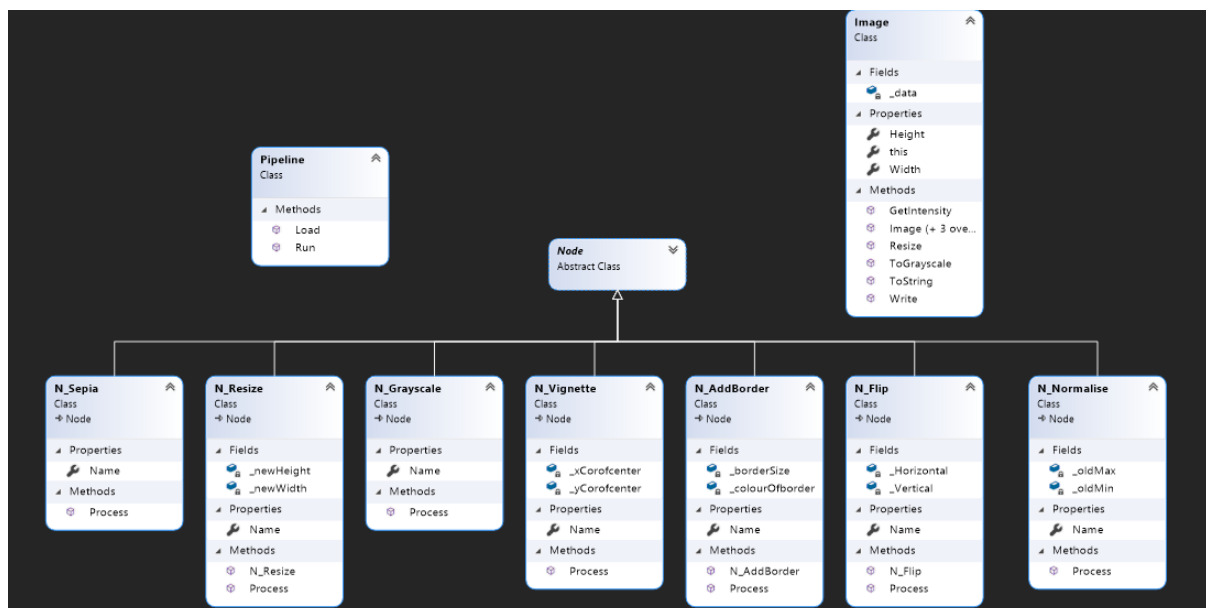 Image
Class
Fields
_data
Properties
Height
this
Width
Methods
GetIntensity
Image (+ 3 ove...
Resize
ToGrayscale
ToString
Write
Pipeline
Class
Methods
Load
Run
Node
Abstract Class
N_Sepia
Class
Node
Properties
Name
Methods
Process
N_Resize
Class
Node
Fields
_newHeight
_newWidth
Properties
Name
Methods
N_Resize
Process
N_Grayscale
Class
Node
Properties
Name
Methods
Process
N_Vignette
Class
Node
Fields
_xCorofcenter
_yCorofcenter
Properties
Name
Methods
Process
N_AddBorder
Class
Node
Fields
_borderSize
_colourOfborder
Properties
Name
Methods
N_AddBorder
Process
N_Flip
Class
Node
Fields
_Horizontal
_Vertical
Properties
Name
Methods
N_Flip
Process
N_Normalise
Class
Node
Fields
_oldMax
_oldMin
Properties
Name
Methods
Process